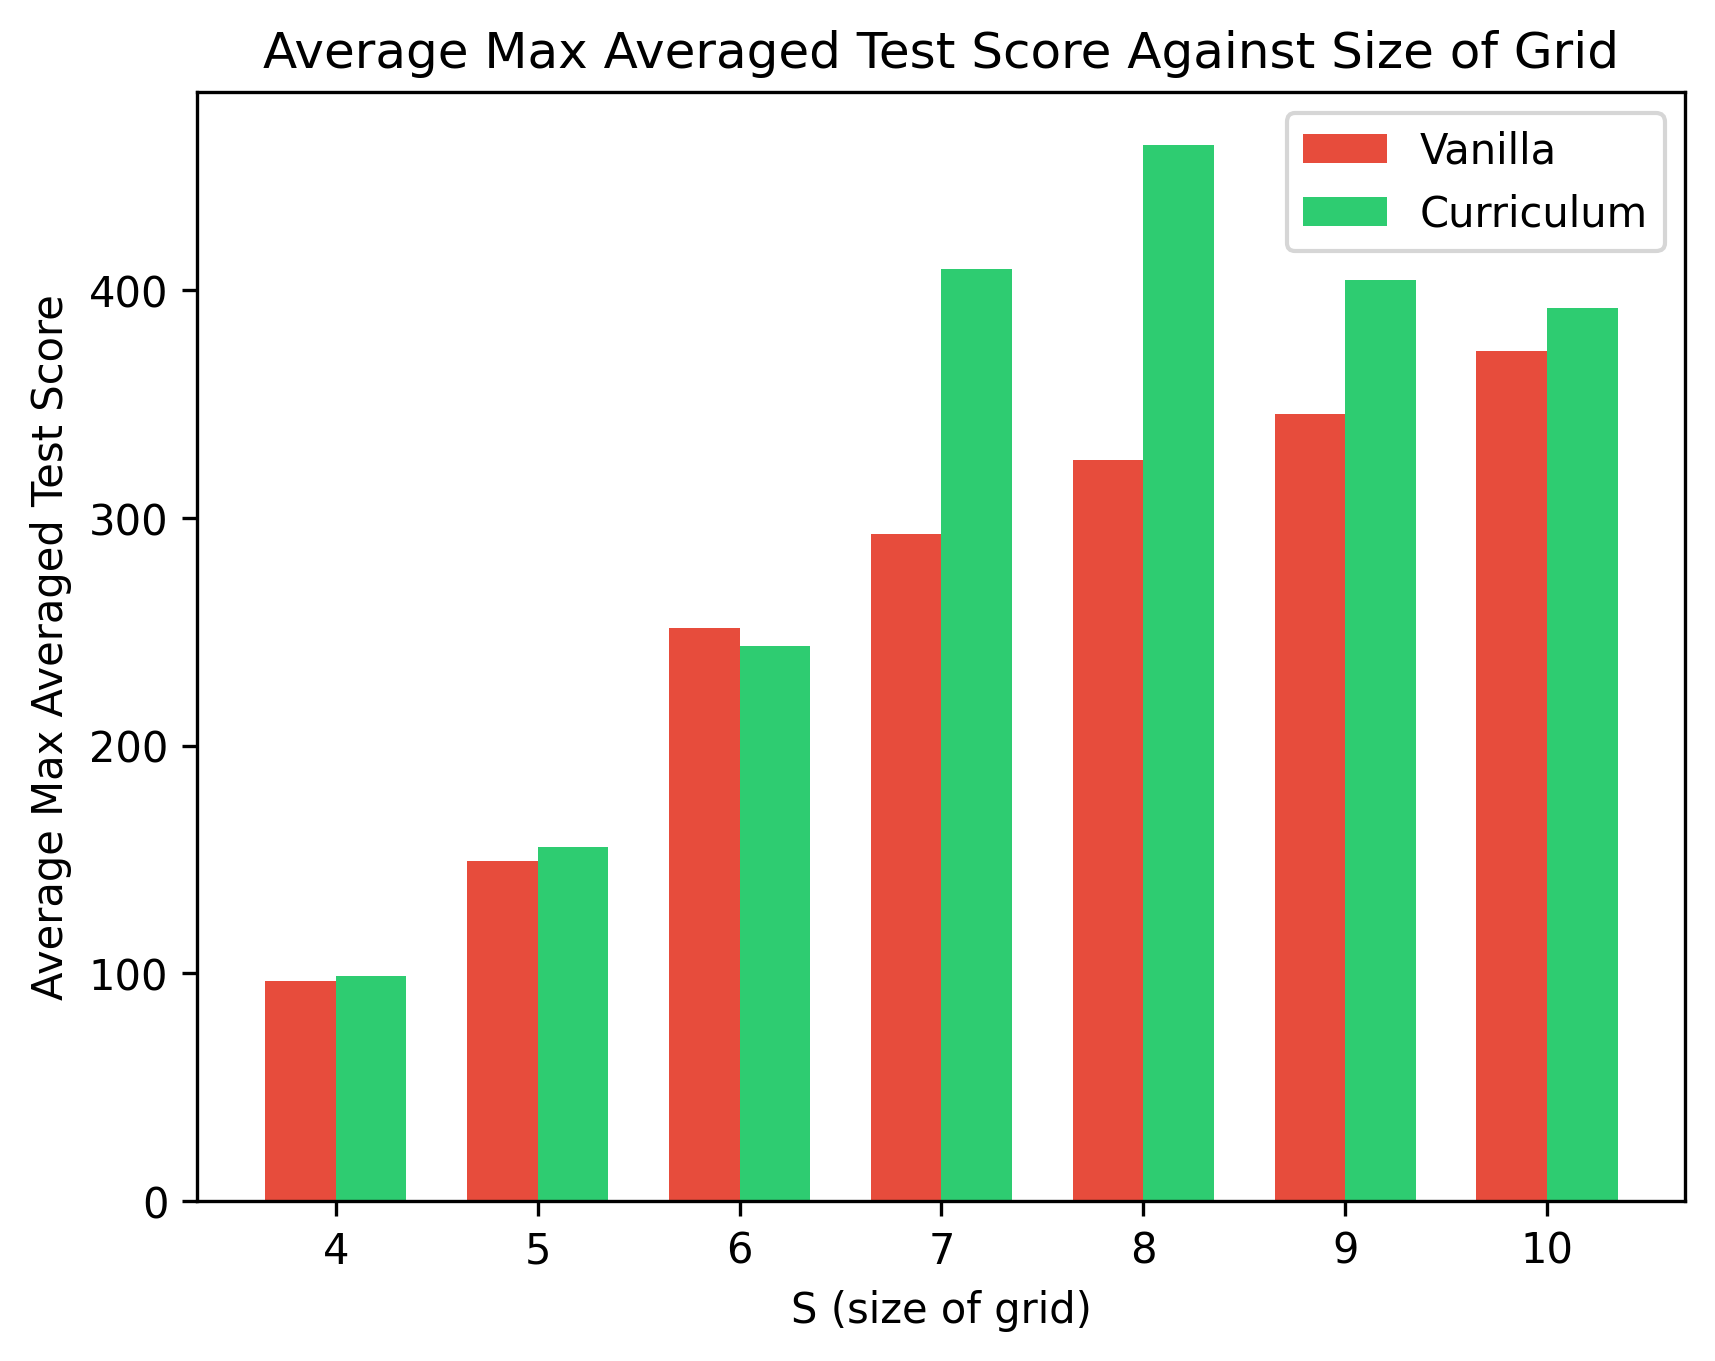 Average Max Averaged Test Score Against Size of Grid
Vanilla
Curriculum
Average Max Averaged Test Score
400
300
200
100
0
4 5 6 7 8 9 10
S (size of grid)